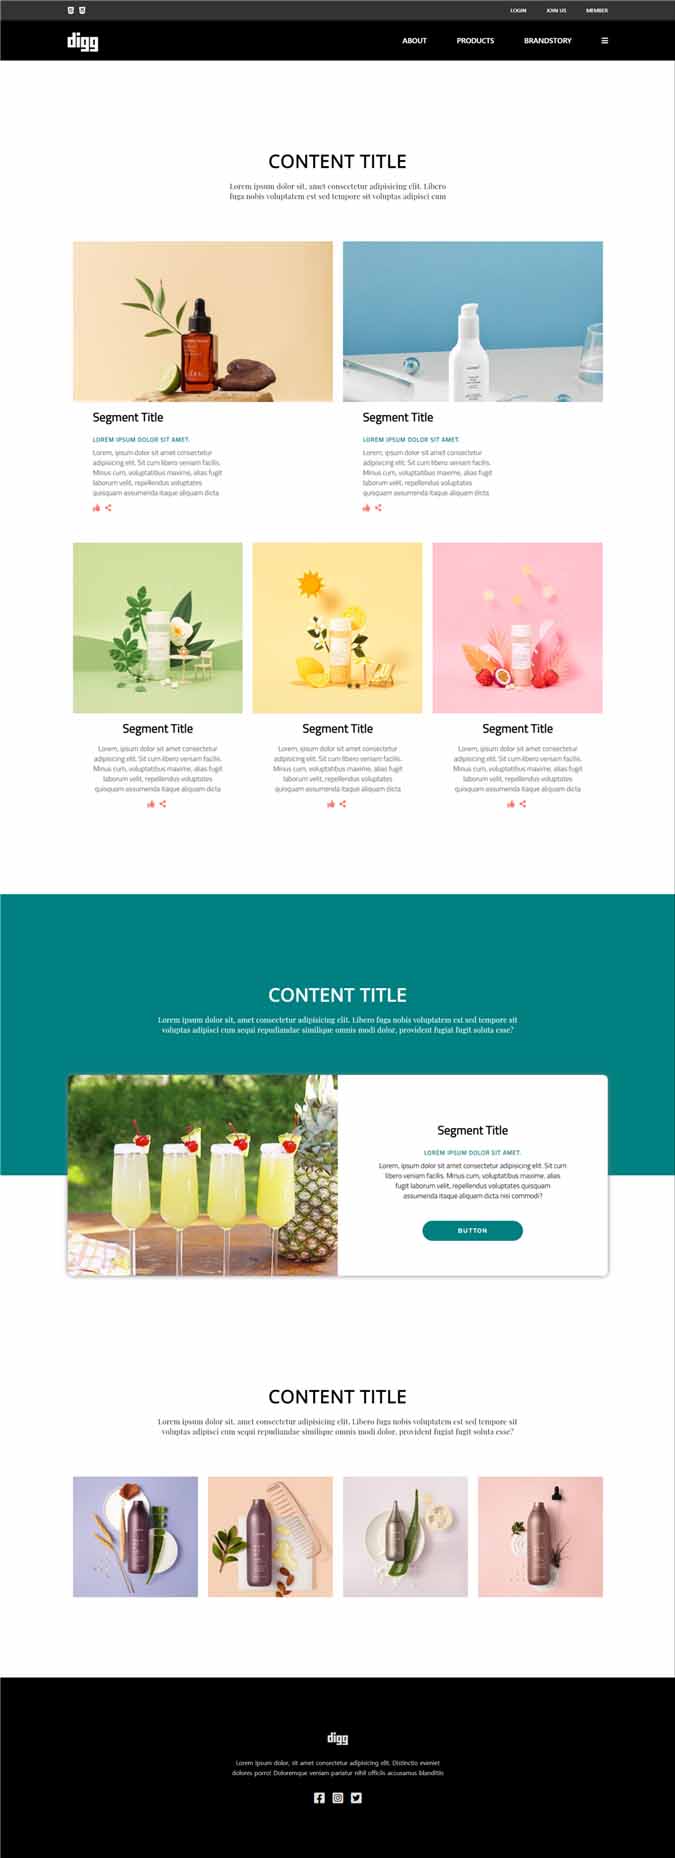 LOGIN JOIN US MEMBER
digg ABOUT PRODUCTS BRANDSTORY
CONTENT TITLE
Lorem ipsum dolor sit, amet consectetur adipisicing elit. Libero
fuga nobis voluptatem est sed tempore sit voluptas adipisci cum
Segment Title
LOREM IPSUM DOLOR SIT AMET.
Lorem, ipsum dolor sit amet consectetur
adipisicing elit. Sit cum libero veniam facilis.
Minus cum, voluptatibus maxime, alias fugit
laborum velit, repellendus voluptates
quisquam assumenda itaque aliquam dicta
Segment Title
LOREM IPSUM DOLOR SIT AMET.
Lorem, ipsum dolor sit amet consectetur
adipisicing elit. Sit cum libero veniam facilis.
Minus cum, voluptatibus maxime, alias fugit
laborum velit, repellendus voluptates
quisquam assumenda itaque aliquam dicta
Segment Title
Lorem, ipsum dolor sit amet consectetur
adipisicing elit. Sit cum libero veniam facilis.
Minus cum, voluptatibus maxime, alias fugit
laborum velit, repellendus voluptates
quisquam assumenda itaque aliquam dicta
Segment Title
Lorem, ipsum dolor sit amet consectetur
adipisicing elit. Sit cum libero veniam facilis.
Minus cum, voluptatibus maxime, alias fugit
laborum velit, repellendus voluptates
quisquam assumenda itaque aliquam dicta
Segment Title
Lorem, ipsum dolor sit amet consectetur
adipisicing elit. Sit cum libero veniam facilis.
Minus cum, voluptatibus maxime, alias fugit
laborum velit, repellendus voluptates
quisquam assumenda itaque aliquam dicta
CONTENT TITLE
Lorem ipsum dolor sit, amet consectetur adipisicing elit. Libero fuga nobis voluptatem est sed tempore sit
voluptas adipisci cum sequi repudiandae similique omnis modi dolor, provident fugiat fugit soluta esse?
Segment Title
LOREM IPSUM DOLOR SIT AMET.
Lorem, ipsum dolor sit amet consectetur adipisicing elit. Sit cum
libero veniam facilis. Minus cum, voluptatibus maxime, alias
fugit laborum velit, repellendus voluptates quisquam
assumenda itaque aliquam dicta nisi commodi?
BUTTON
CONTENT TITLE
Lorem ipsum dolor sit, amet consectetur adipisicing elit. Libero fuga nobis voluptatem est sed tempore sit
voluptas adipisci cum sequi repudiandae similique omnis modi dolor, provident fugiat fugit soluta esse?
digg
Lorem ipsum dolor, sit amet consectetur adipisicing elit. Distinctio eveniet
dolores porro! Doloremque veniam pariatur nihil officiis accusamus blanditiis